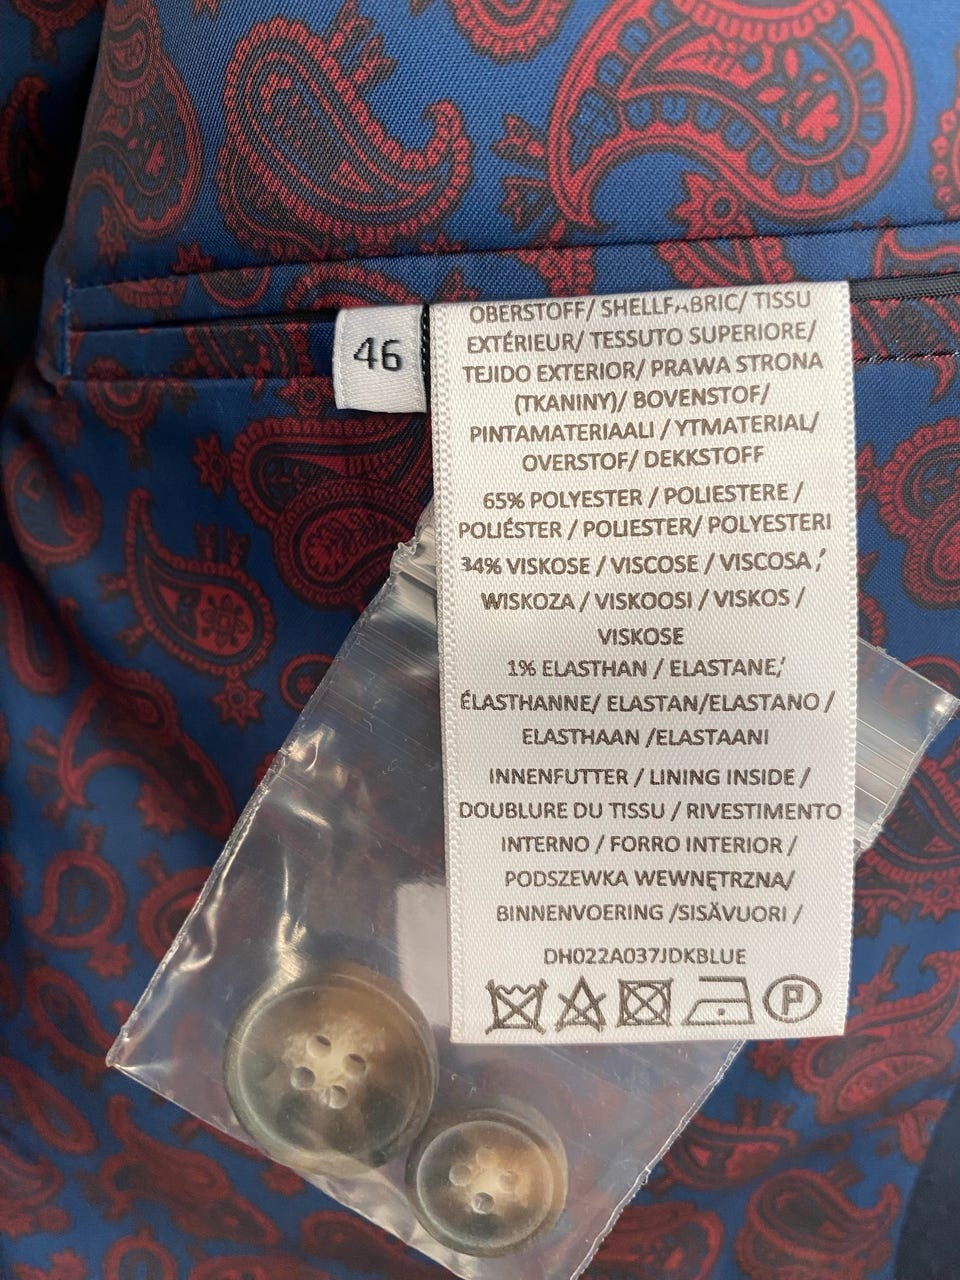 46
OBERSTOFF/ SHELLFABRIC/ TISSU
EXTÉRIEUR/ TESSUTO SUPERIORE/
TEJIDO EXTERIOR/ PRAWA STRONA
(TKANINY)/ BOVENSTOF/
PINTAMATERIAALI / YTMATERIAL/
OVERSTOF/ DEKKSTOFF
65% POLYESTER / POLIESTERE /
POLIÉSTER / POLIESTER/ POLYESTERI
34% VISKOSE / VISCOSE / VISCOSA /
WISKOZA / VISKOOSI / VISKOS /
VISKOSE
1% ELASTHAN / ELASTANE/
ÉLASTHANNE/ ELASTAN/ELASTANO /
ELASTHAAN /ELASTAANI
INNENFUTTER / LINING INSIDE /
DOUBLURE DU TISSU / RIVESTIMENTO
INTERNO / FORRO INTERIOR /
PODSZEWKA WEWNĘTRZNA/
BINNENVOERING /SISÄVUORI /
DH022A037JDKBLUE
P